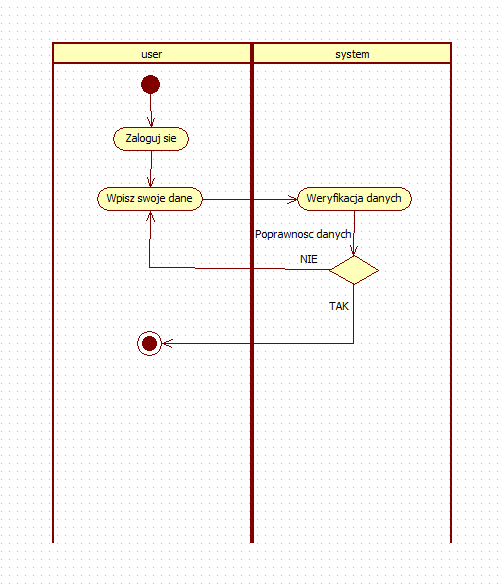 user
system
Zaloguj sie
Wpisz swoje dane
Weryfikacja danych
Poprawnosc danych
NIE
TAK